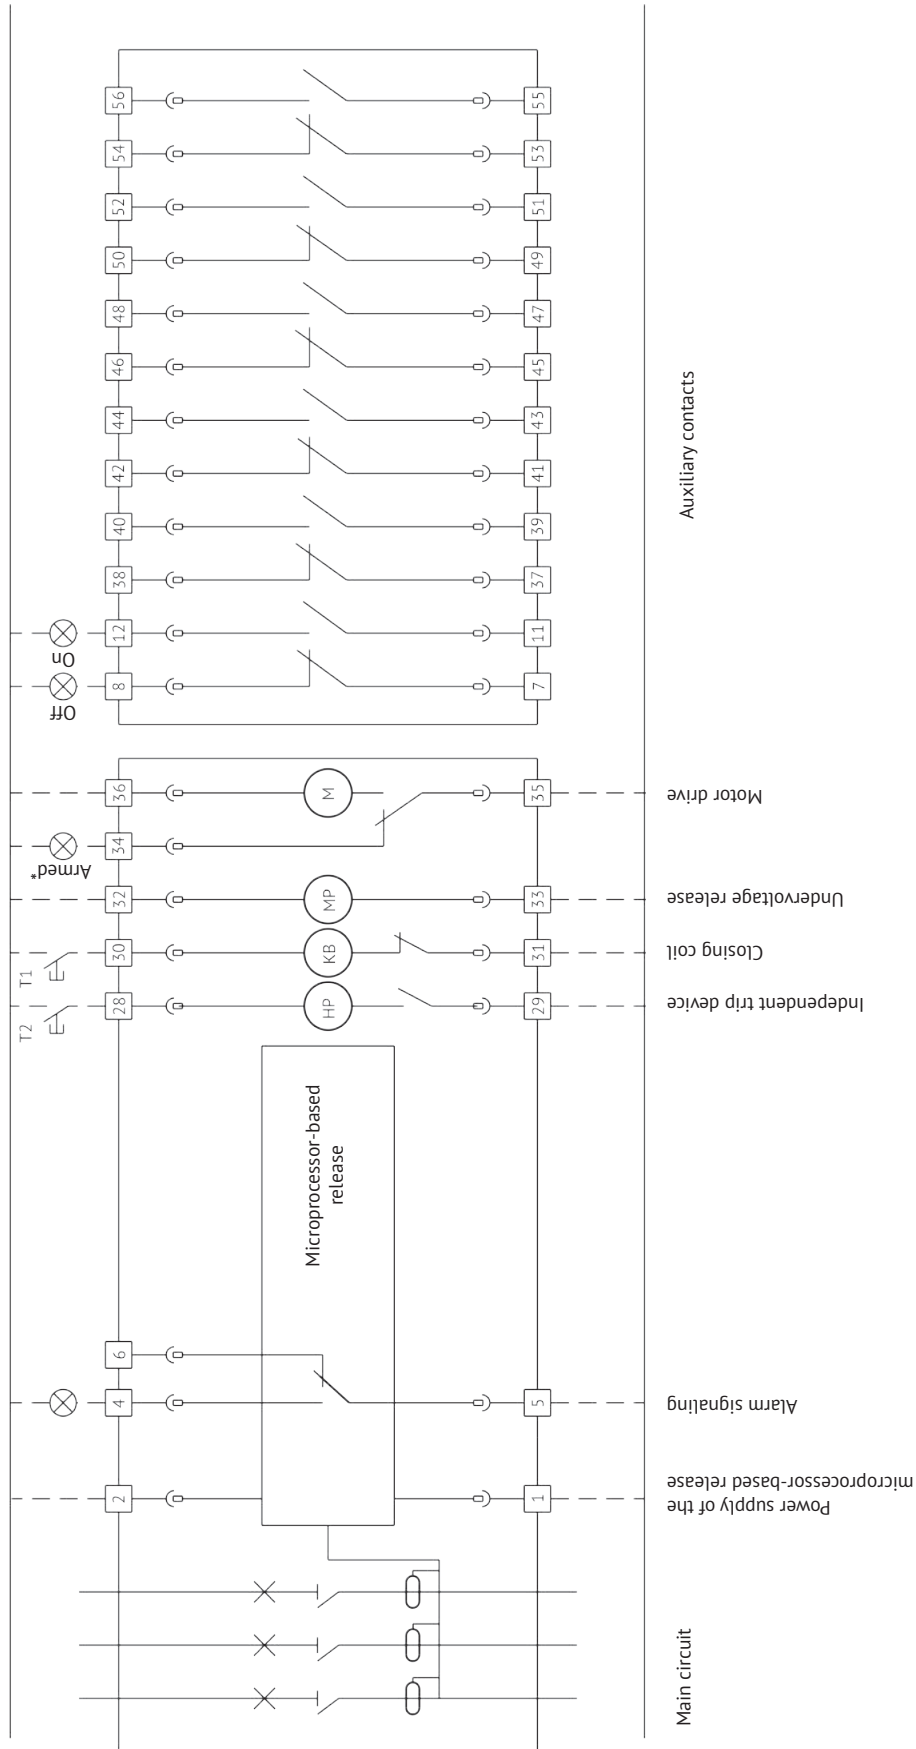 56
55
54
53
52
51
50
49
48
47
46
45
44
43
42
41
40
39
38
37
12
11
On
8
7
Off
Auxiliary contacts
36
M
35
Motor drive
34
Armed*
32
MP
33
Undervoltage release
30
KB
31
Closing coil
T1
28
HP
29
Independent trip device
T2
Microprocessor-based
release
6
4
5
Alarm signaling
2
1
Power supply of the
microprocessor-based release
Main circuit